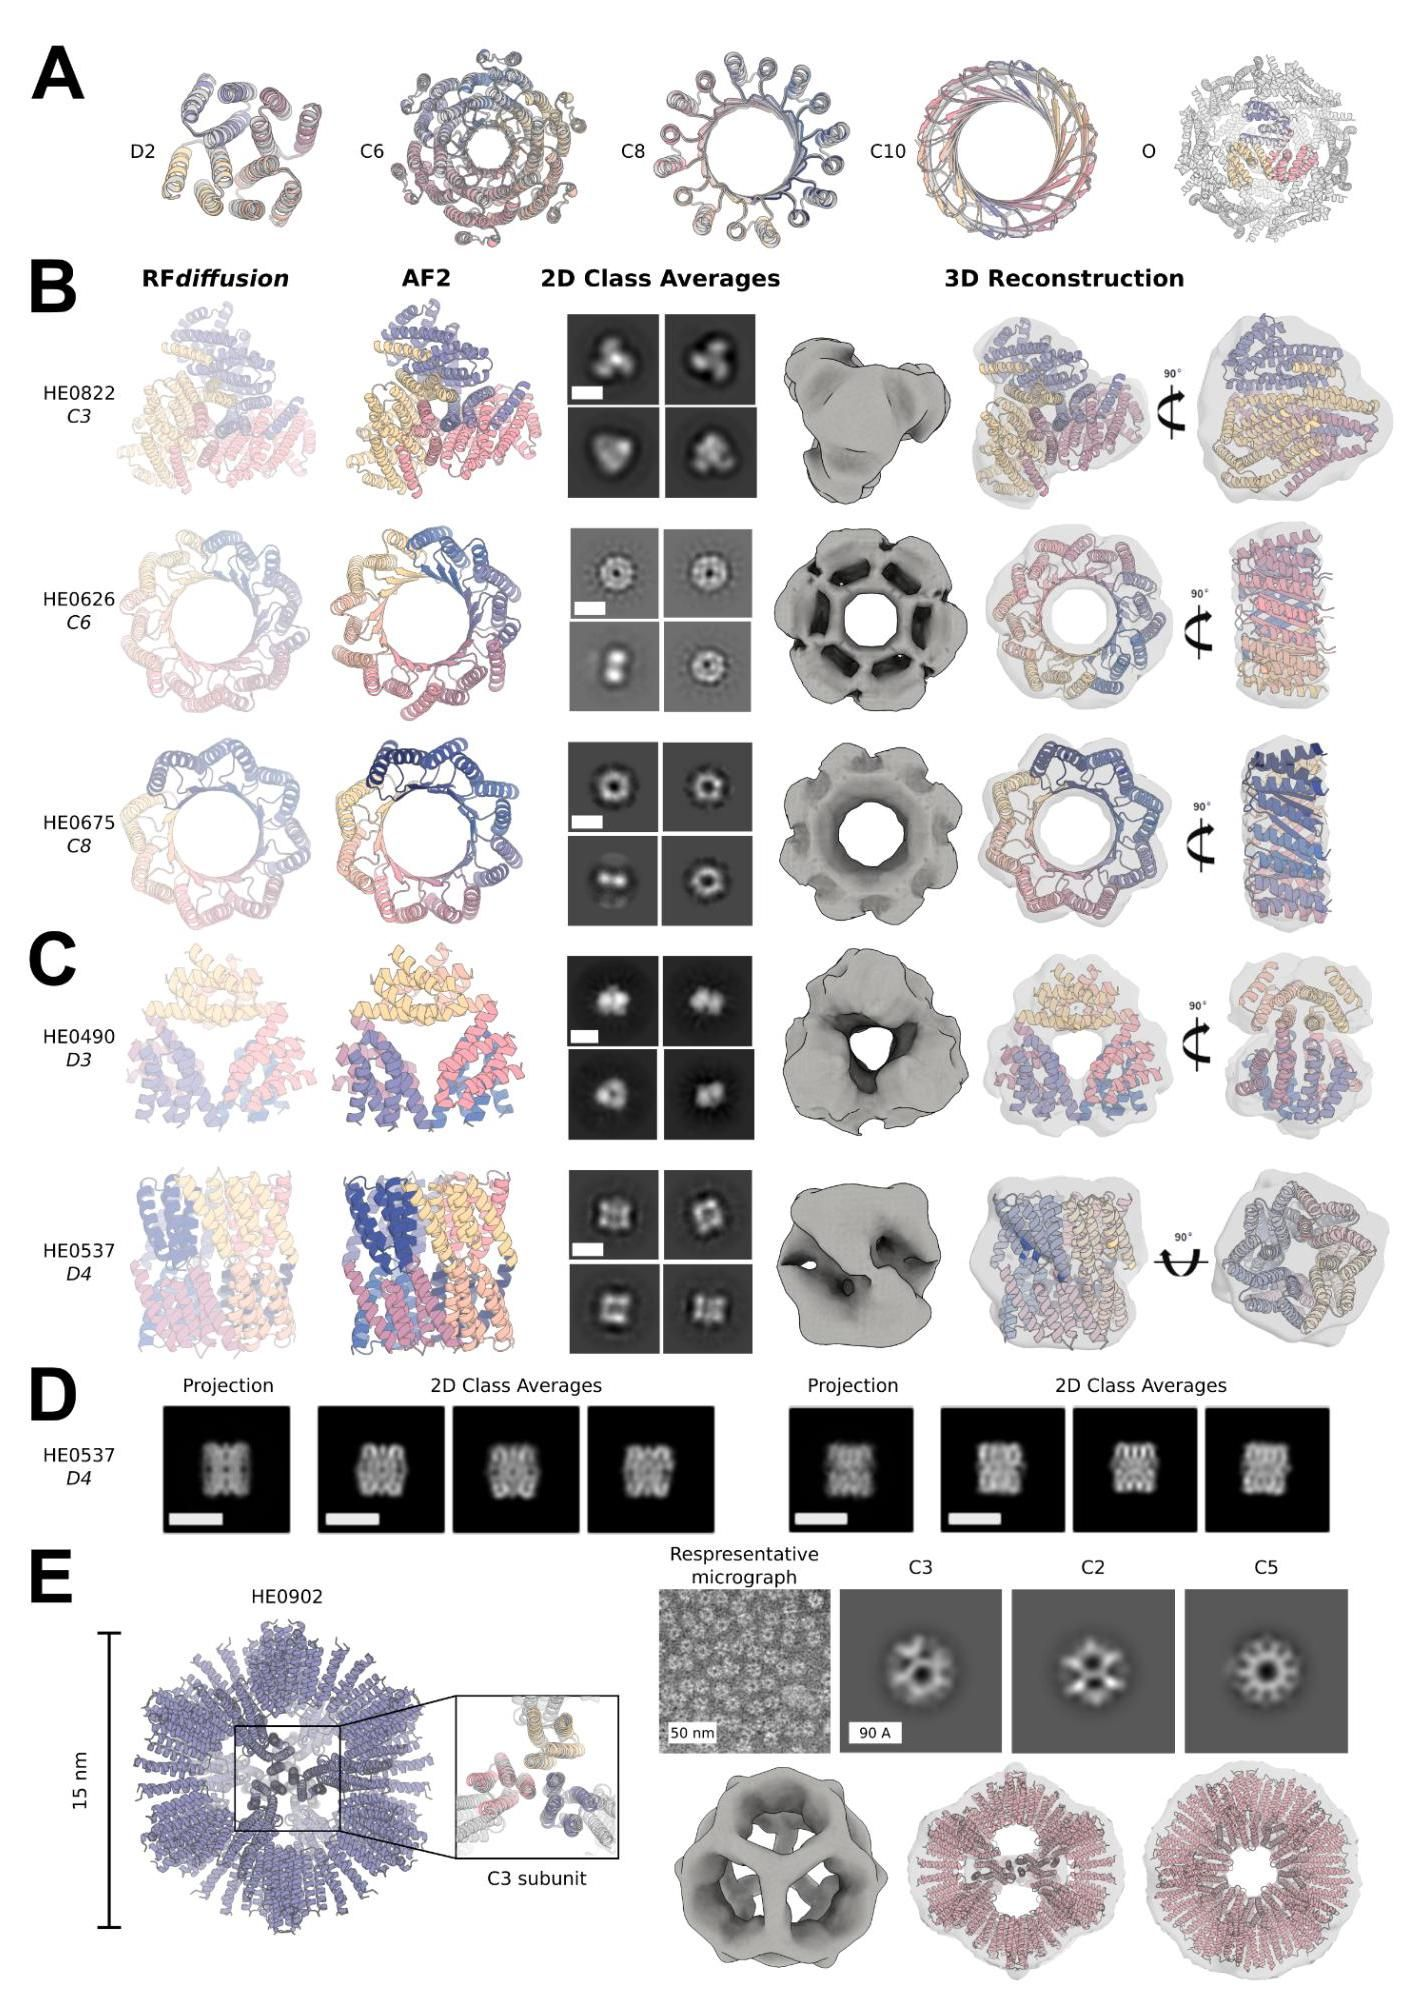 A
D2
C6
C8
C10
O
B
RFdiffusion
AF2
2D Class Averages
3D Reconstruction
HE0822
C3
90°
HE0626
C6
90°
HE0675
C8
90°
C
HE0490
D3
90°
HE0537
D4
90°
D
Projection
2D Class Averages
Projection
2D Class Averages
HE0537
D4
E
HE0902
15 nm
C3 subunit
Respresentative
micrograph
C3
C2
C5
50 nm
90 A